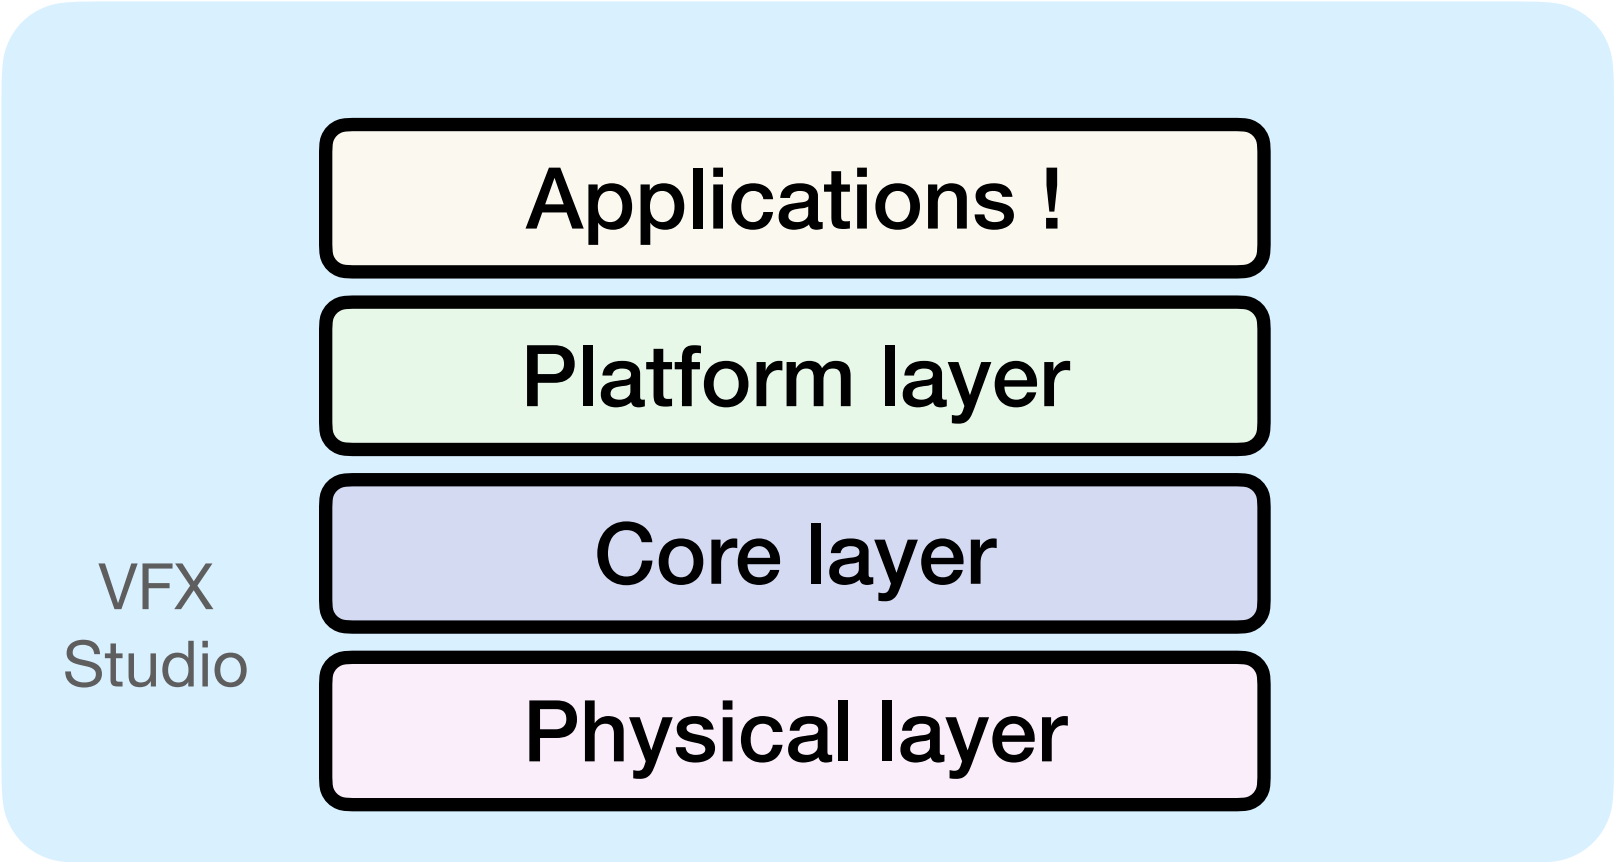 Applications !
Platform layer
Core layer
VFX
Studio
Physical layer